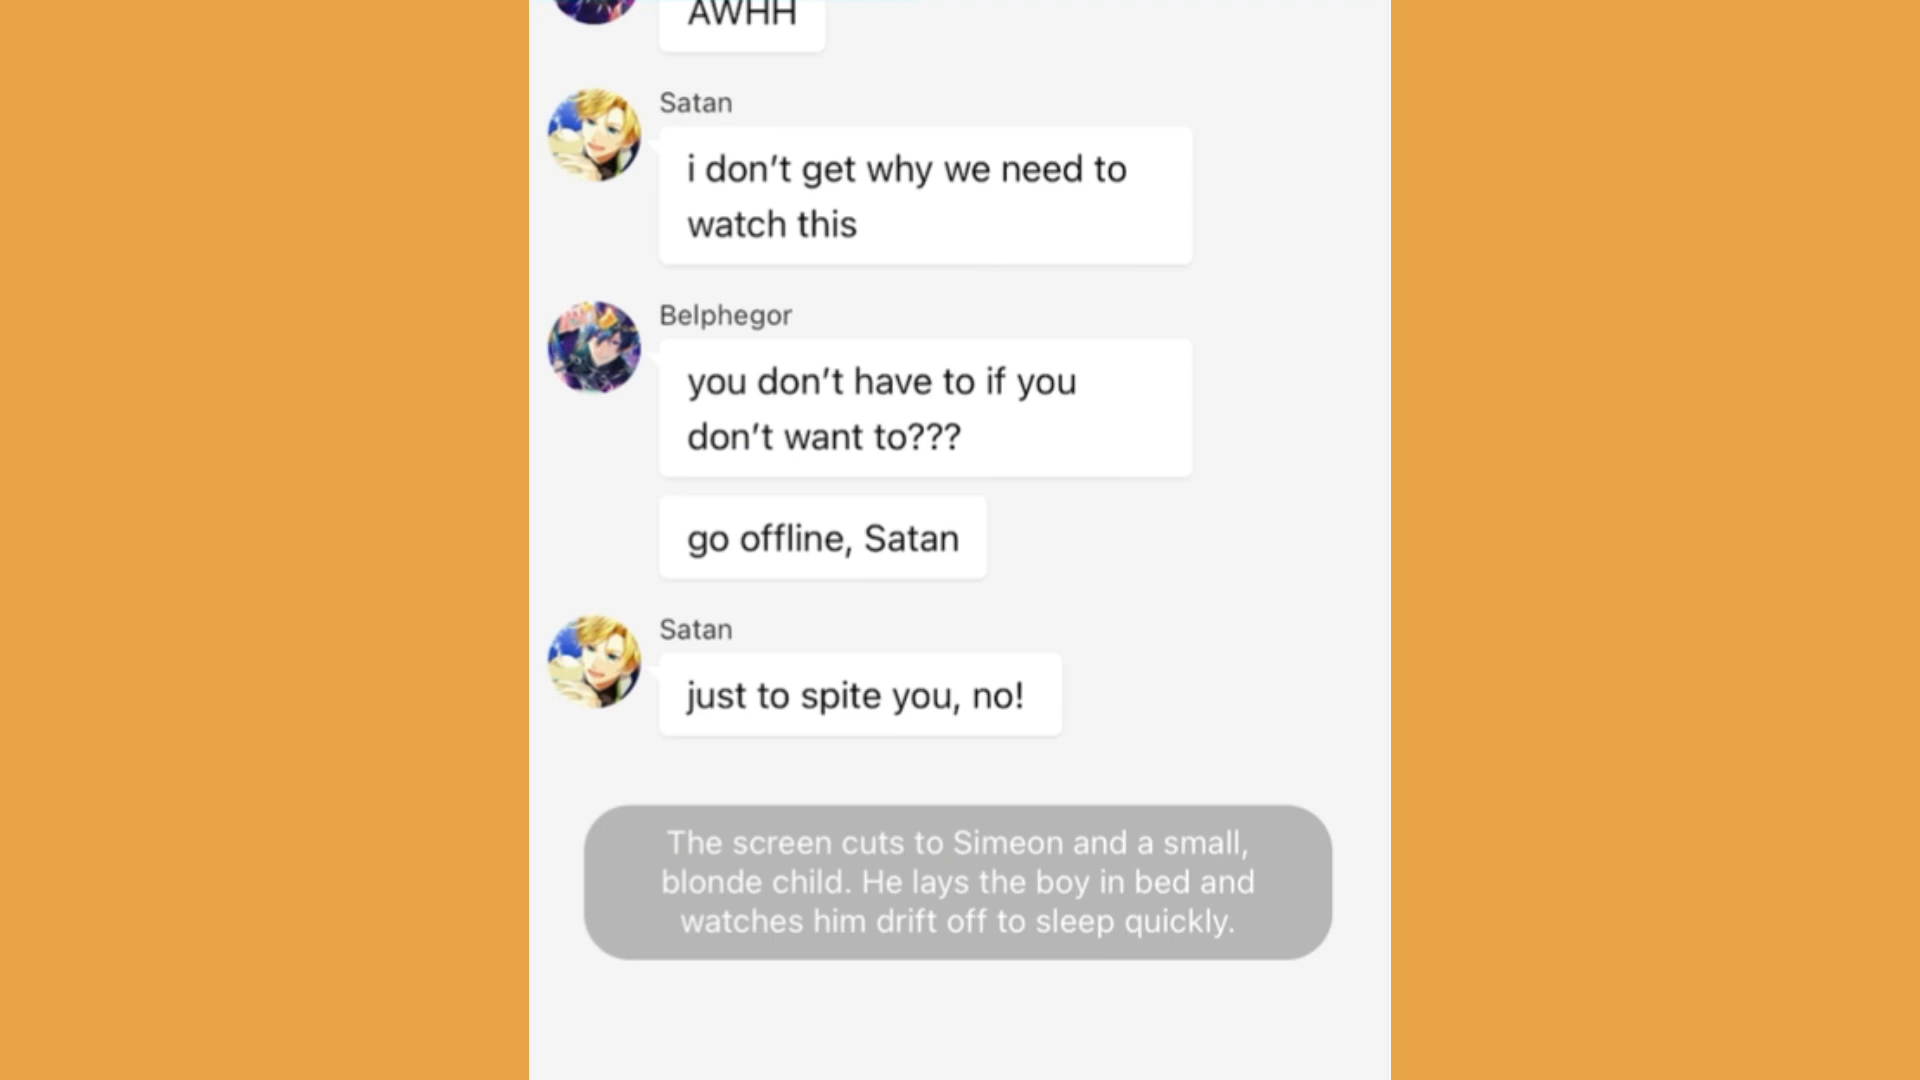 AWHH
Satan
i don’t get why we need to
watch this
Belphegor
you don’t have to if you
don’t want to???
go offline, Satan
Satan
just to spite you, no!
The screen cuts to Simeon and a small,
blonde child. He lays the boy in bed and
watches him drift off to sleep quickly.